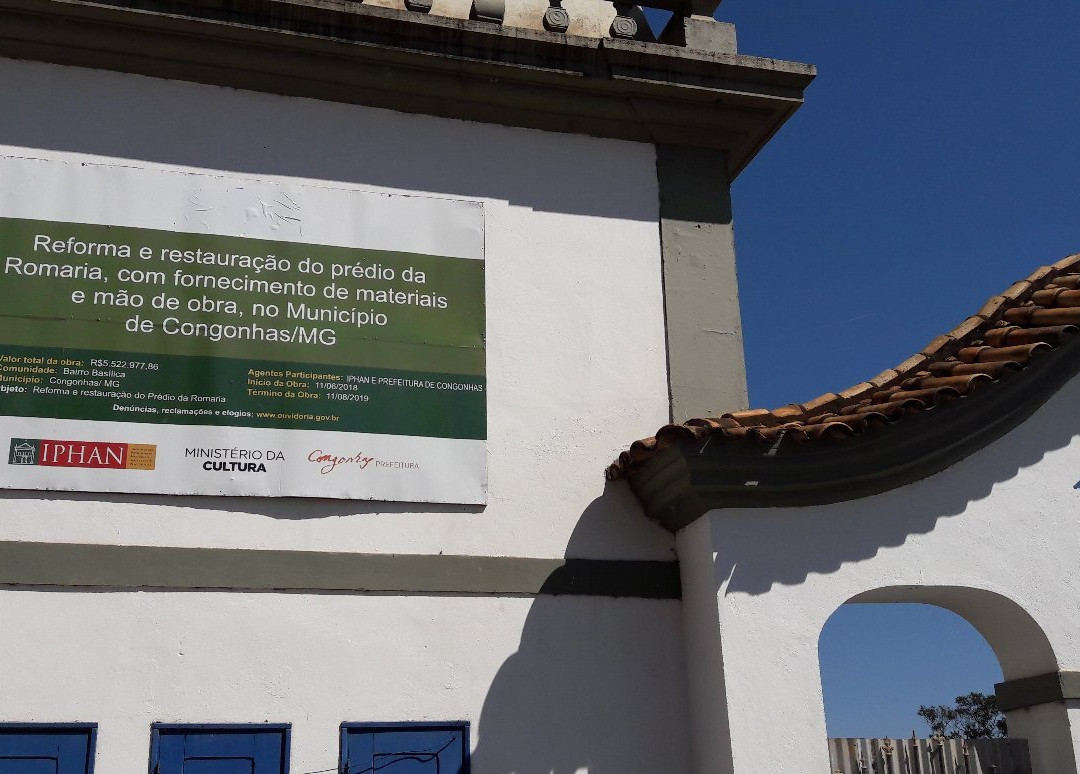 Reforma e restauração do prédio da
Romaria, com fornecimento de materiais
e mão de obra, no Município
de Congonhas/MG
Valor total da obra: R$5.522.977,86
Comunidade: Bairro Basílica
Município: Congonhas/ MG
Objeto: Reforma e restauração do Prédio da Romaria
Agentes Participantes: IPHAN E PREFEITURA DE CONGONHAS
Início da Obra: 11/06/2018
Término da Obra: 11/08/2019
Denúncias, reclamações e elogios: www.ouvidoria.gov.br
IPHAN
MINISTÉRIO DA
CULTURA
Congonhas PREFEITURA